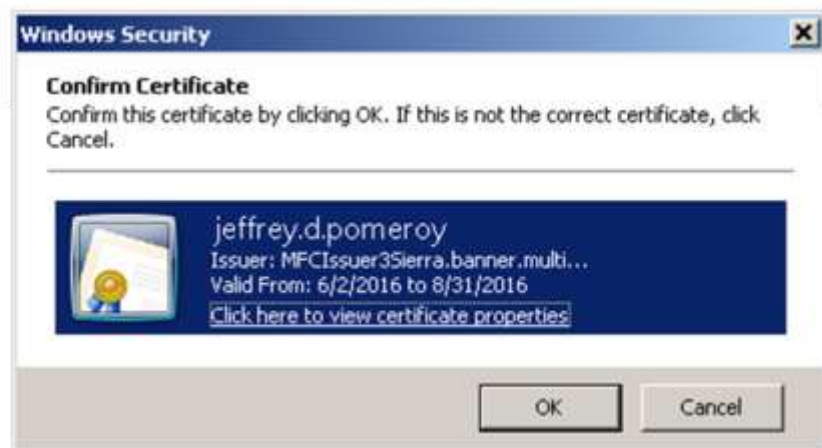 Windows Security
Confirm Certificate
Confirm this certificate by clicking OK. If this is not the correct certificate, click
Cancel.
jeffrey.d.pomeroy
Issuer: MFCIssuer3Sierra.banner.multi...
Valid From: 6/2/2016 to 8/31/2016
Click here to view certificate properties
OK
Cancel